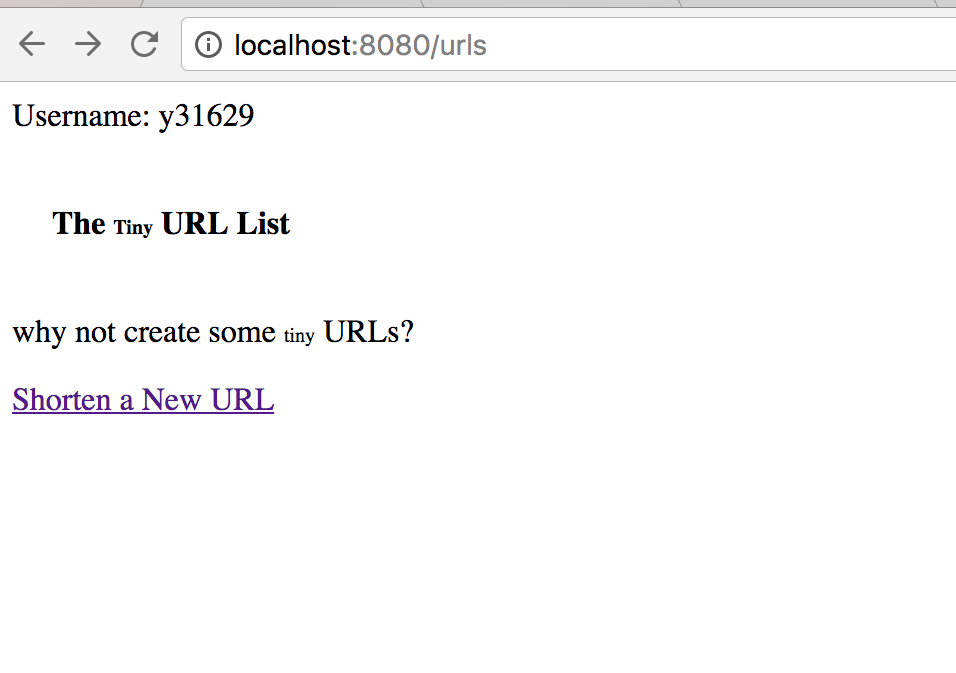 localhost:8080/urls
Username: y31629
The Tiny URL List
why not create some tiny URLs?
Shorten a New URL